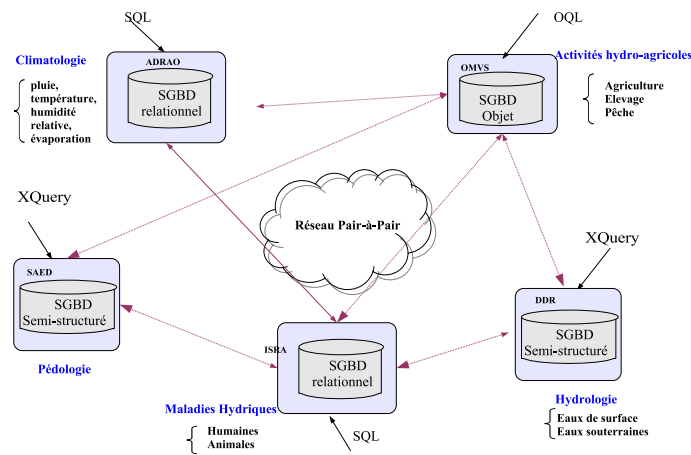 SQL
OQL
Climatologie
ADRAO
SGBD
relationnel
pluie,
température,
humidité
relative,
évaporation
Activités hydro-agricoles
OMVS
SGBD
Objet
Agriculture
Elevage
Pêche
XQuery
Réseau Pair-à-Pair
XQuery
SAED
SGBD
Semi-structuré
Pédologie
DDR
SGBD
Semi-structuré
Hydrologie
Eaux de surface
Eaux souterraines
ISRA
SGBD
relationnel
Maladies Hydriques
Humaines
Animales
SQL